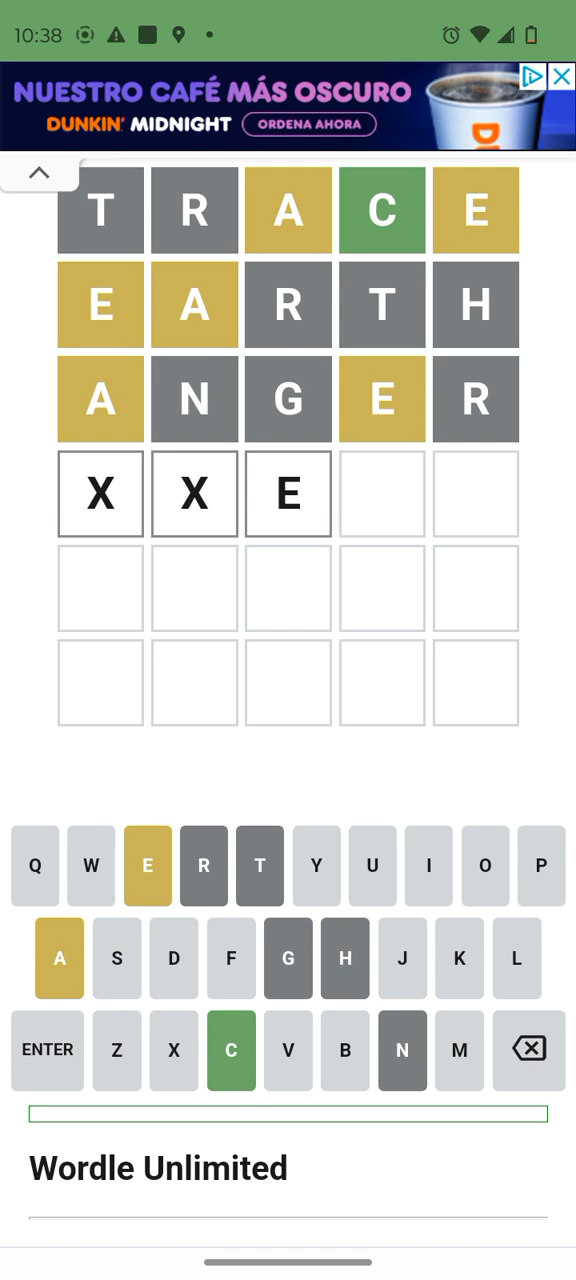 10:38
NUESTRO CAFÉ MÁS OSCURO
DUNKIN' MIDNIGHT ORDENA AHORA
T R A C E
E A R T H
A N G E R
X X E
Q W E R T Y U I O P
A S D F G H J K L
ENTER Z X C V B N M
Wordle Unlimited